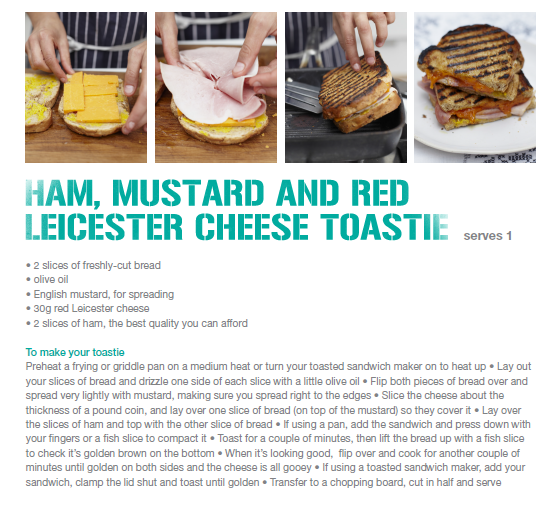 HAM, MUSTARD AND RED
LEICESTER CHEESE TOASTIE serves 1
• 2 slices of freshly-cut bread
• olive oil
• English mustard, for spreading
• 30g red Leicester cheese
• 2 slices of ham, the best quality you can afford
To make your toastie
Preheat a frying or griddle pan on a medium heat or turn your toasted sandwich maker on to heat up • Lay out
your slices of bread and drizzle one side of each slice with a little olive oil • Flip both pieces of bread over and
spread very lightly with mustard, making sure you spread right to the edges • Slice the cheese about the
thickness of a pound coin, and lay over one slice of bread (on top of the mustard) so they cover it • Lay over
the slices of ham and top with the other slice of bread • If using a pan, add the sandwich and press down with
your fingers or a fish slice to compact it • Toast for a couple of minutes, then lift the bread up with a fish slice
to check it's golden brown on the bottom • When it's looking good, flip over and cook for another couple of
minutes until golden on both sides and the cheese is all gooey • If using a toasted sandwich maker, add your
sandwich, clamp the lid shut and toast until golden • Transfer to a chopping board, cut in half and serve